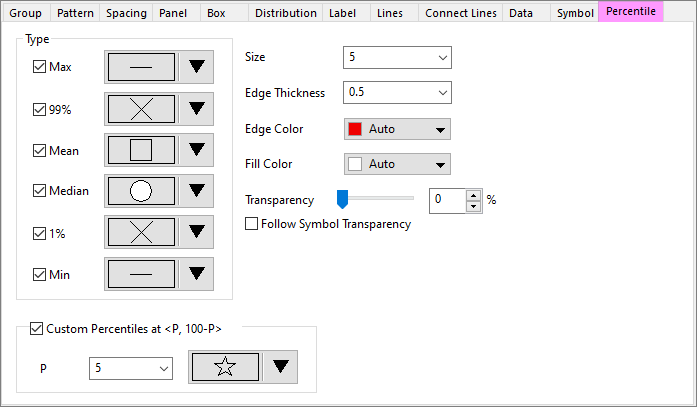 Group Pattern Spacing Panel Box Distribution Label Lines Connect Lines Data Symbol Percentile
Type
Max
99%
Mean
Median
1%
Min
Size 5
Edge Thickness 0.5
Edge Color Auto
Fill Color Auto
Transparency 0 %
Follow Symbol Transparency
Custom Percentiles at <P, 100-P>
P 5